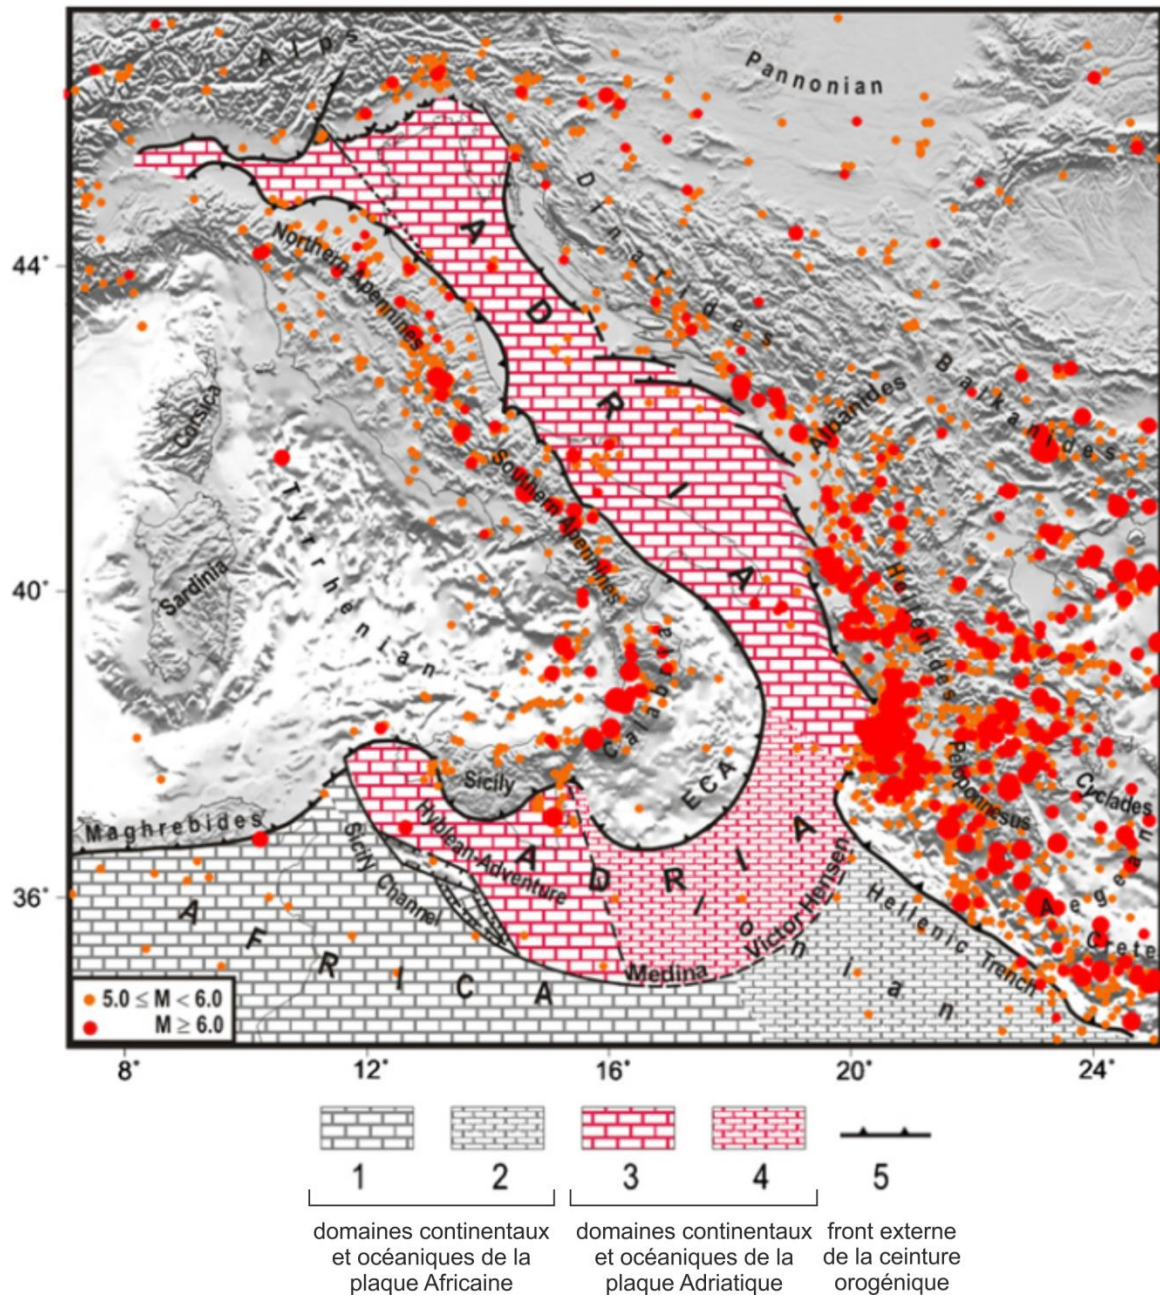 Alps
Pannonian
Dinarides
44°
Northern Apennines
ADRIA
Corsica
Albanides
Balkanides
Southern Apennines
Tyrrhenian
40°
Sardinia
Hellenides
Calabria
Sicily
ECA
Peloponnesus
Cyclades
Maghrebides
Hyblean-Adventure
Sicily Channel
ADRIA
Aegean
36°
AFRICA
Victor Hensen
Medina
Ionian
Hellenic Trench
Crete
5.0 ≤ M < 6.0
M ≥ 6.0
8° 12° 16° 20° 24°
1 2 3 4 5
domaines continentaux
et océaniques de la
plaque Africaine
domaines continentaux
et océaniques de la
plaque Adriatique
front externe
de la ceinture
orogénique